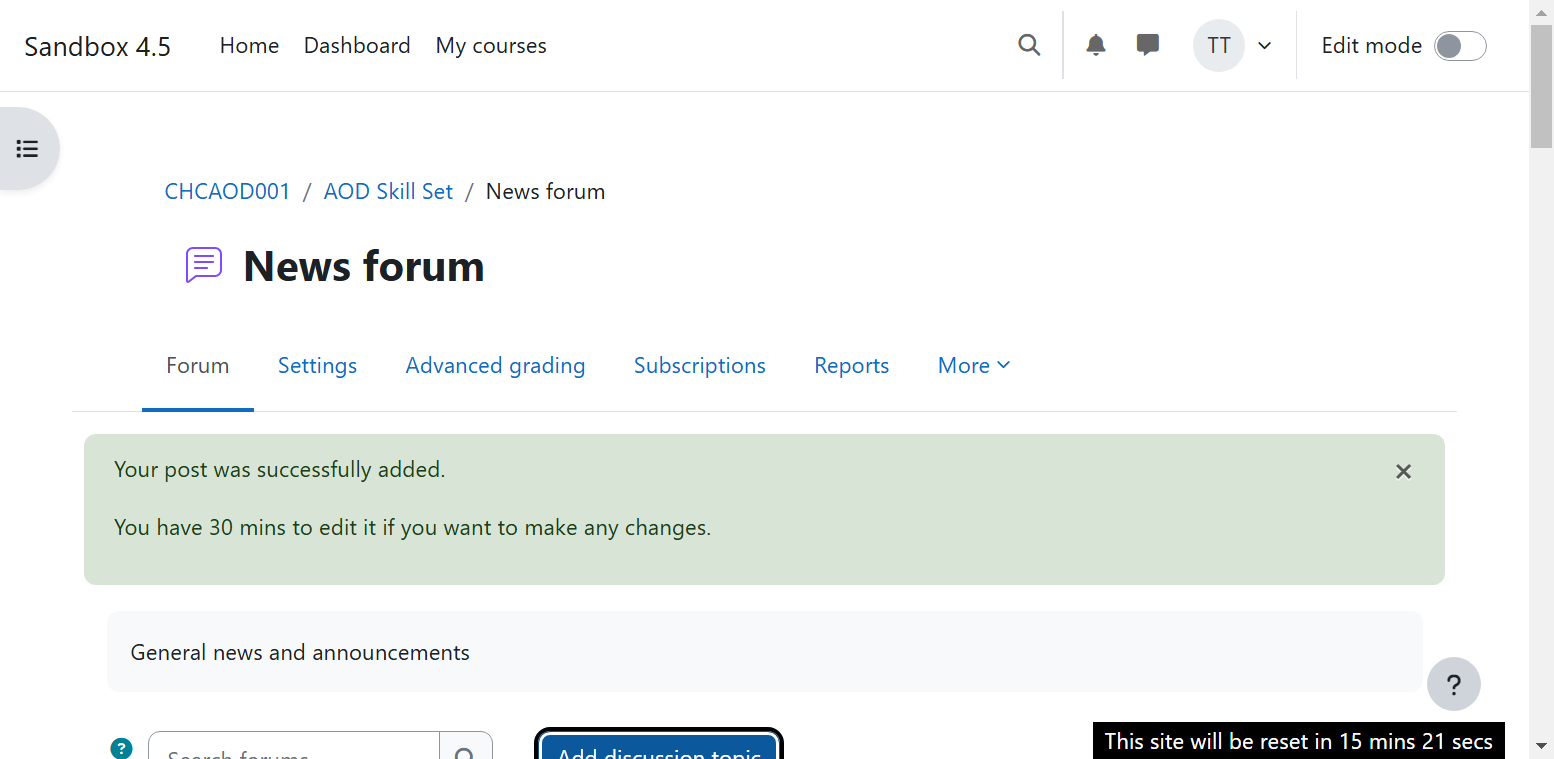 Sandbox 4.5 Home Dashboard My courses TT Edit mode
CHCAOD001 / AOD Skill Set / News forum
News forum
Forum Settings Advanced grading Subscriptions Reports More
Your post was successfully added.
You have 30 mins to edit it if you want to make any changes.
General news and announcements
?
? Search forums Add discussion topic
This site will be reset in 15 mins 21 secs